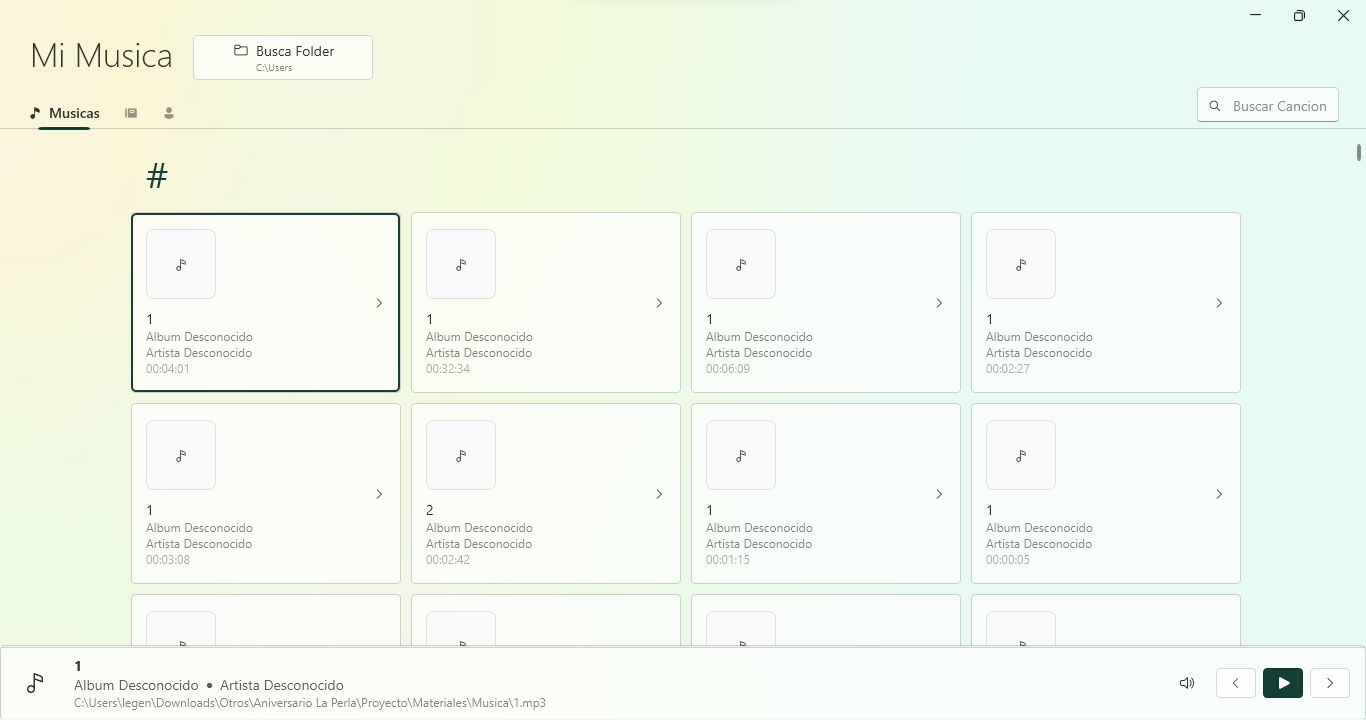 Mi Musica
Busca Folder
C:\Users
Musicas
Buscar Cancion
#
1
Album Desconocido
Artista Desconocido
00:04:01
1
Album Desconocido
Artista Desconocido
00:32:34
1
Album Desconocido
Artista Desconocido
00:06:09
1
Album Desconocido
Artista Desconocido
00:02:27
1
Album Desconocido
Artista Desconocido
00:03:08
2
Album Desconocido
Artista Desconocido
00:02:42
1
Album Desconocido
Artista Desconocido
00:01:15
1
Album Desconocido
Artista Desconocido
00:00:05
1
Album Desconocido • Artista Desconocido
C:\Users\legen\Downloads\Otros\Aniversario La Perla\Proyecto\Materiales\Musica\1.mp3